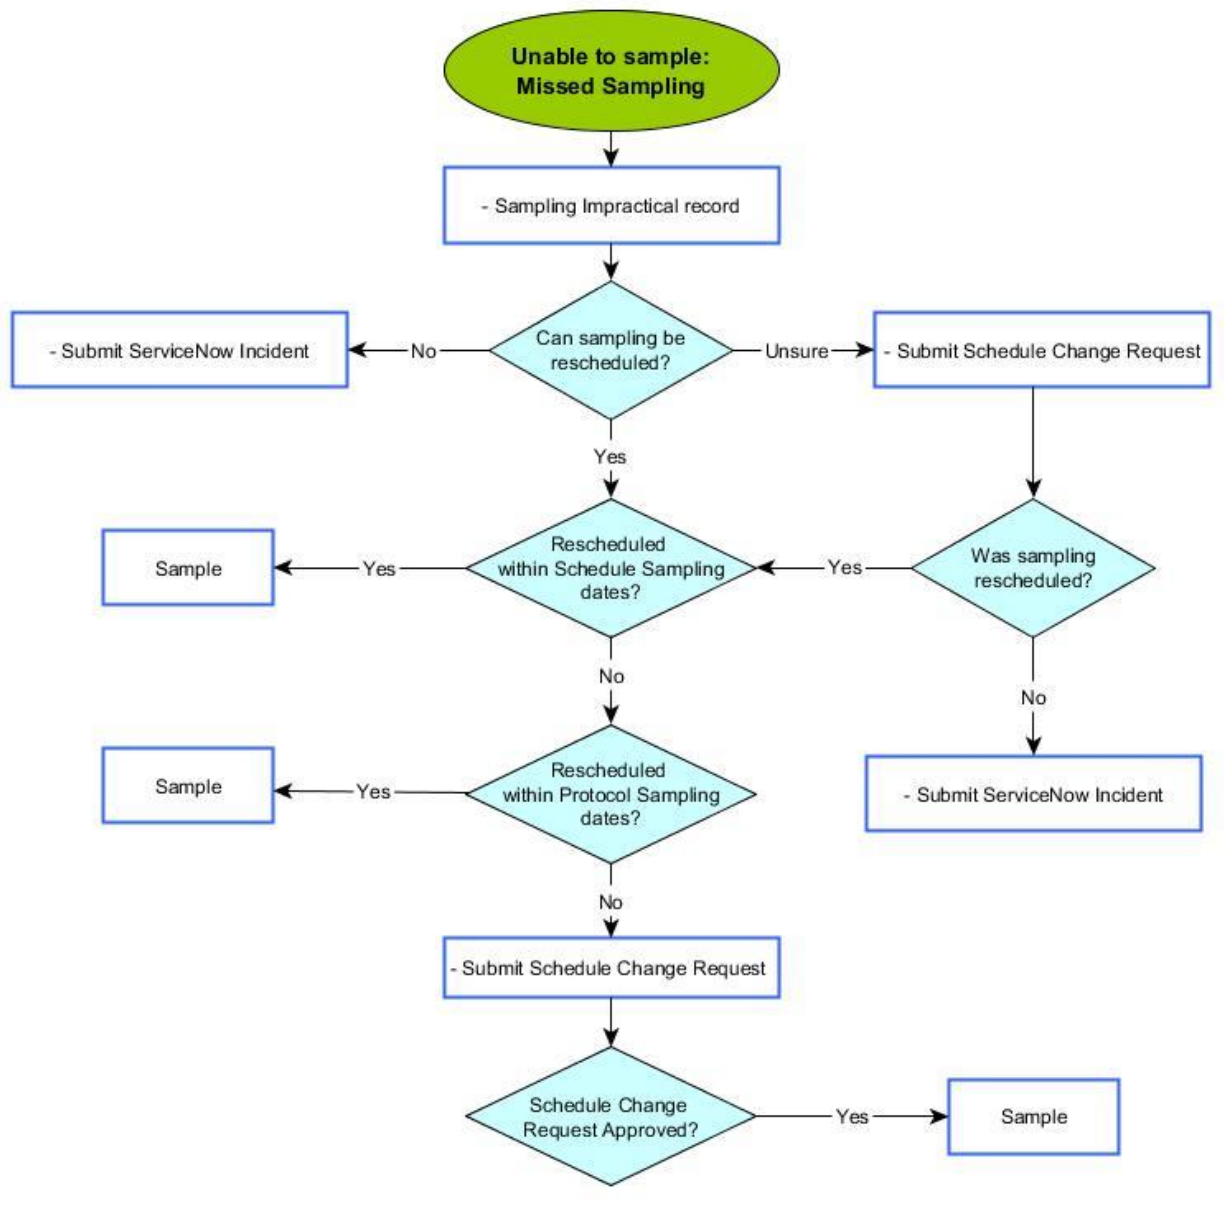 Unable to sample:
Missed Sampling
- Sampling Impractical record
Can sampling be
rescheduled?
No
- Submit ServiceNow Incident
Unsure
- Submit Schedule Change Request
Yes
Rescheduled
within Schedule Sampling
dates?
Yes
Sample
Yes
Was sampling
rescheduled?
No
No
- Submit ServiceNow Incident
Rescheduled
within Protocol Sampling
dates?
Yes
Sample
No
- Submit Schedule Change Request
Schedule Change
Request Approved?
Yes
Sample